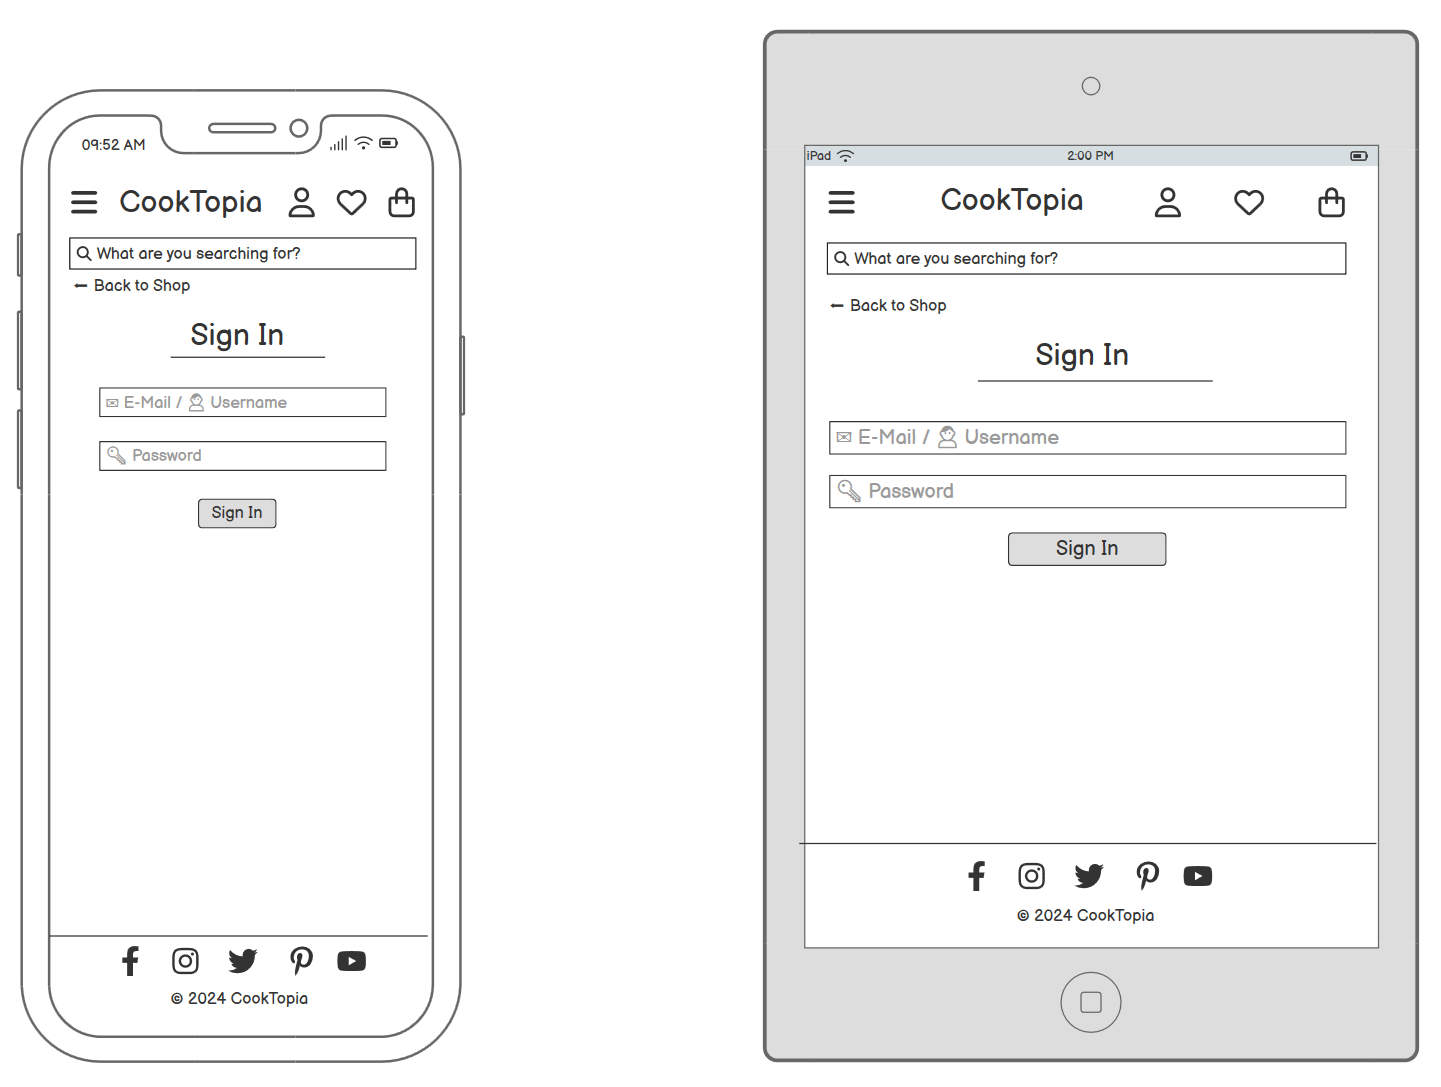 09:52 AM
CookTopia
What are you searching for?
Back to Shop
Sign In
E-Mail / Username
Password
Sign In
© 2024 CookTopia
iPad
2:00 PM
CookTopia
What are you searching for?
Back to Shop
Sign In
E-Mail / Username
Password
Sign In
© 2024 CookTopia